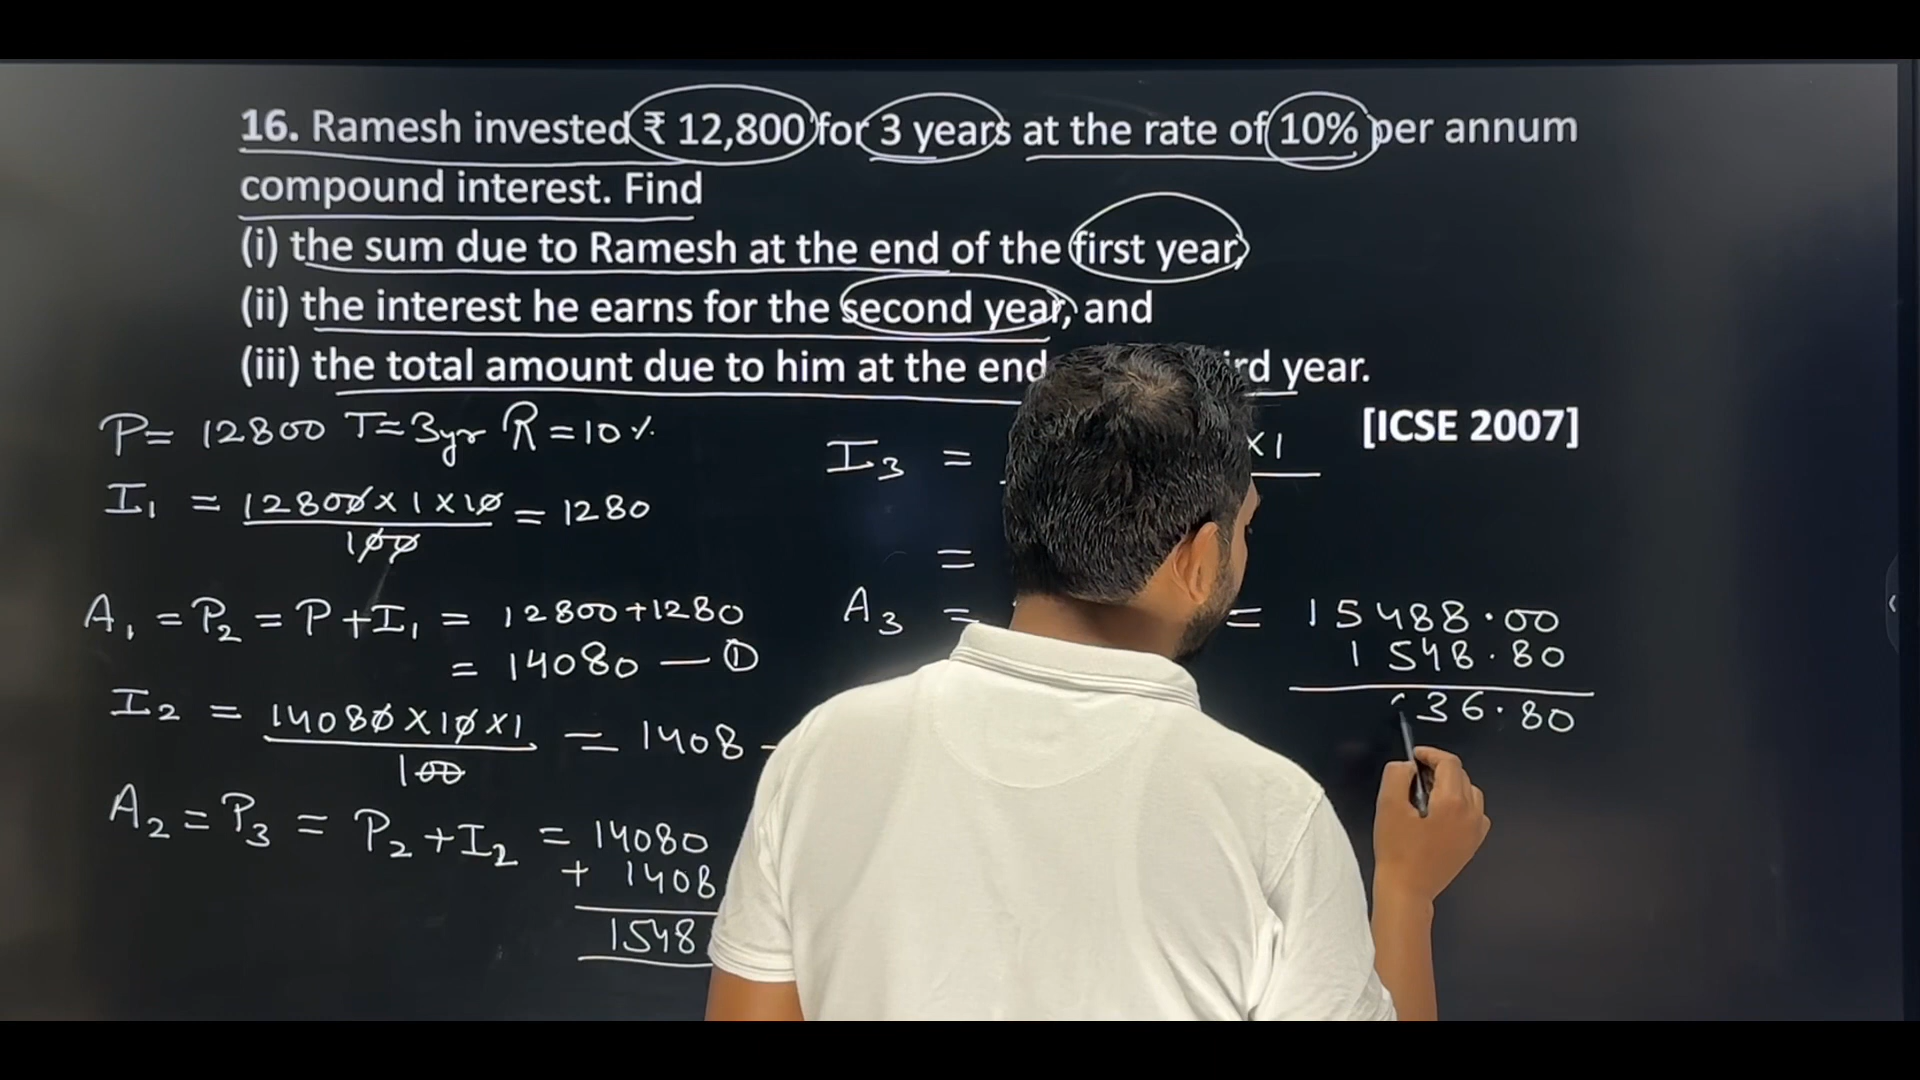 16. Ramesh invested ₹ 12,800 for 3 years at the rate of 10% per annum
compound interest. Find
(i) the sum due to Ramesh at the end of the first year,
(ii) the interest he earns for the second year, and
(iii) the total amount due to him at the end rd year.
[ICSE 2007]
P= 12800 T=3yr R=10%
I₁ = 12800×1×10 = 1280
100
A₁ = P₂ = P+I₁ = 12800+1280
= 14080 — ①
I₂ = 14080×10×1 = 1408 -
100
A₂ = P₃ = P₂+I₂ = 14080
+ 1408
1548
I₃ = ×1
=
A₃ = = 15488.00
1548.80
36.80